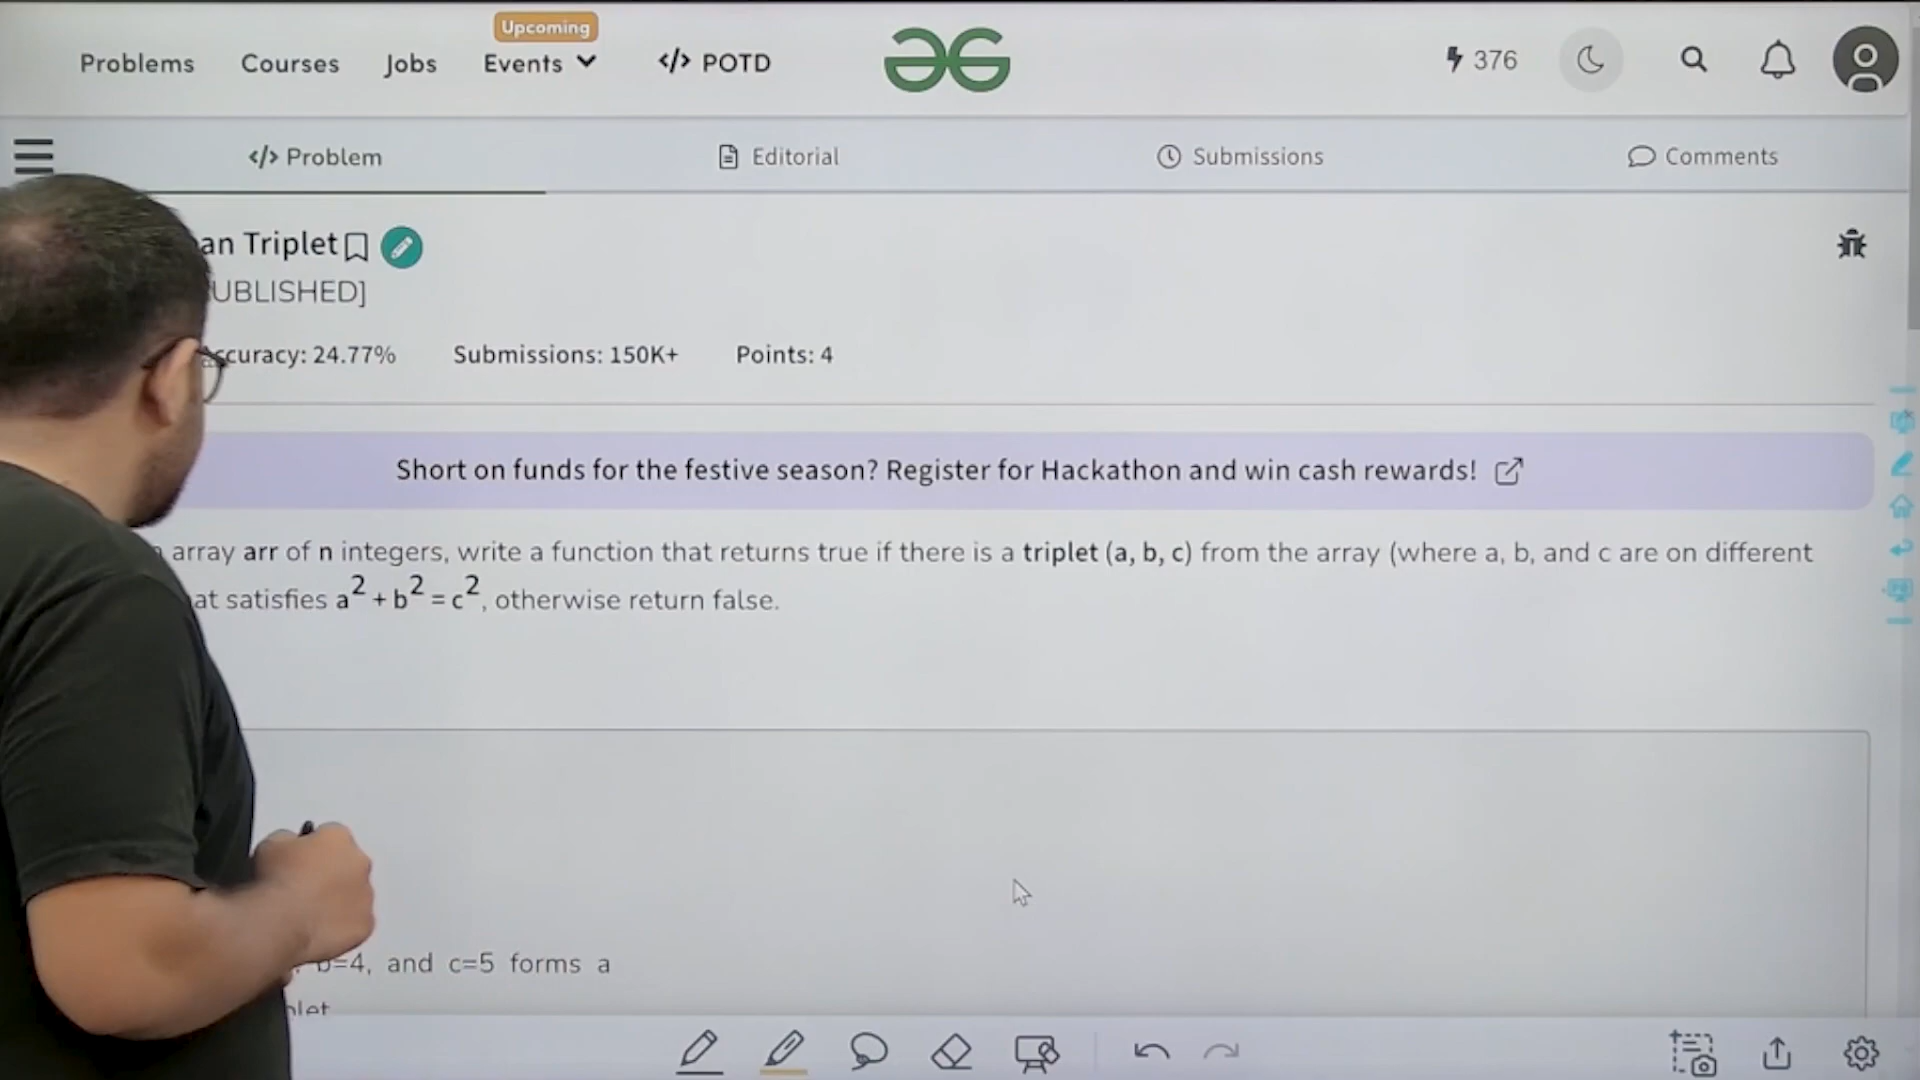 Upcoming
Problems Courses Jobs Events </> POTD 376
</> Problem Editorial Submissions Comments
an Triplet
UBLISHED]
ccuracy: 24.77% Submissions: 150K+ Points: 4
Short on funds for the festive season? Register for Hackathon and win cash rewards!
array arr of n integers, write a function that returns true if there is a triplet (a, b, c) from the array (where a, b, and c are on different
at satisfies a² + b² = c², otherwise return false.
b=4, and c=5 forms a